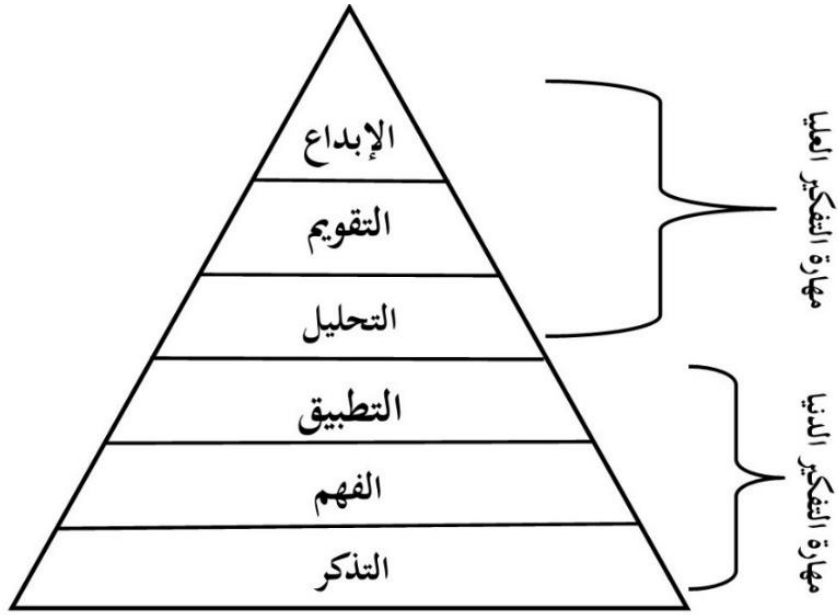 الإبداع
التقويم
التحليل
التطبيق
الفهم
التذكر
مهارة التفكير العليا
مهارة التفكير الدنيا